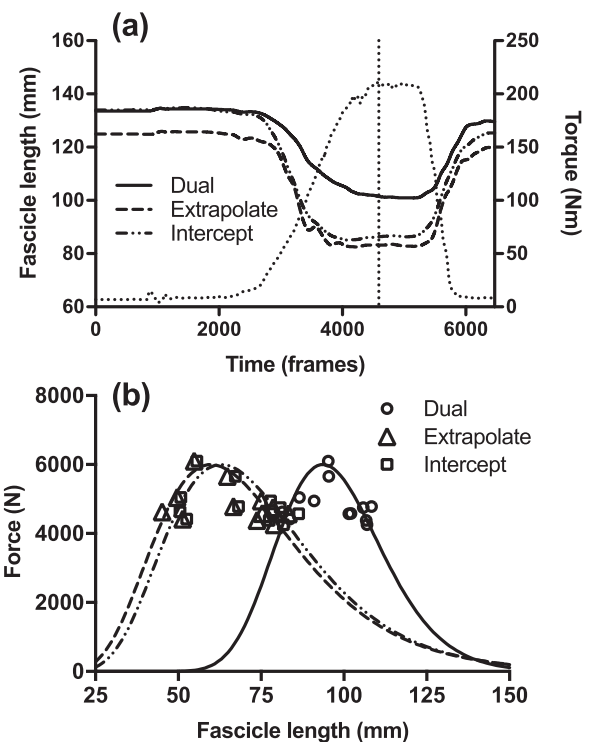 (a)
160
140
120
100
80
60
Fascicle length (mm)
250
200
150
100
50
0
Torque (Nm)
Dual
Extrapolate
Intercept
0 2000 4000 6000
Time (frames)
(b)
8000
6000
4000
2000
0
Force (N)
Dual
Extrapolate
Intercept
25 50 75 100 125 150
Fascicle length (mm)